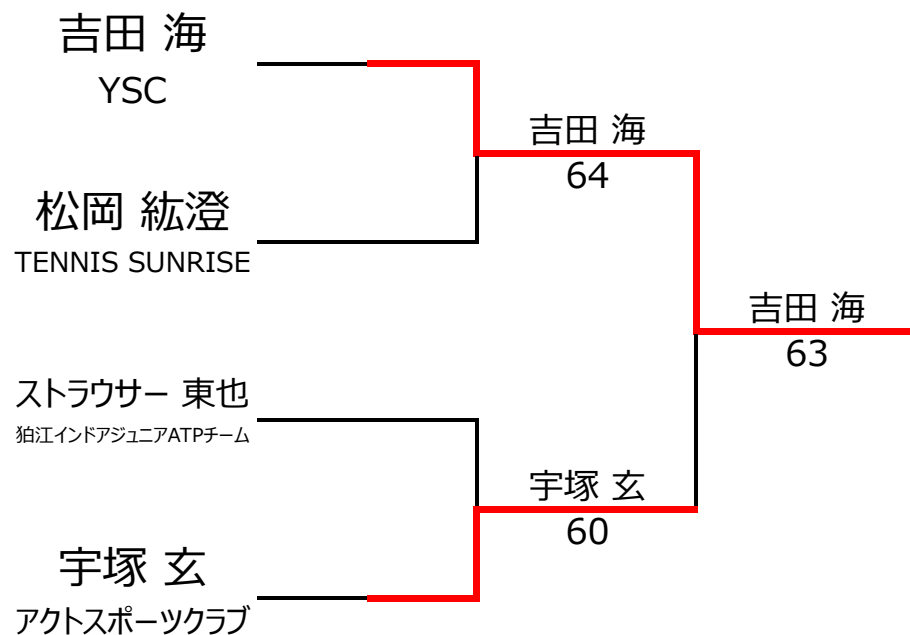 吉田 海
YSC
吉田 海
64
松岡 紘澄
TENNIS SUNRISE
吉田 海
63
ストラウサー 東也
狛江インドアジュニアATPチーム
宇塚 玄
60
宇塚 玄
アクトスポーツクラブ